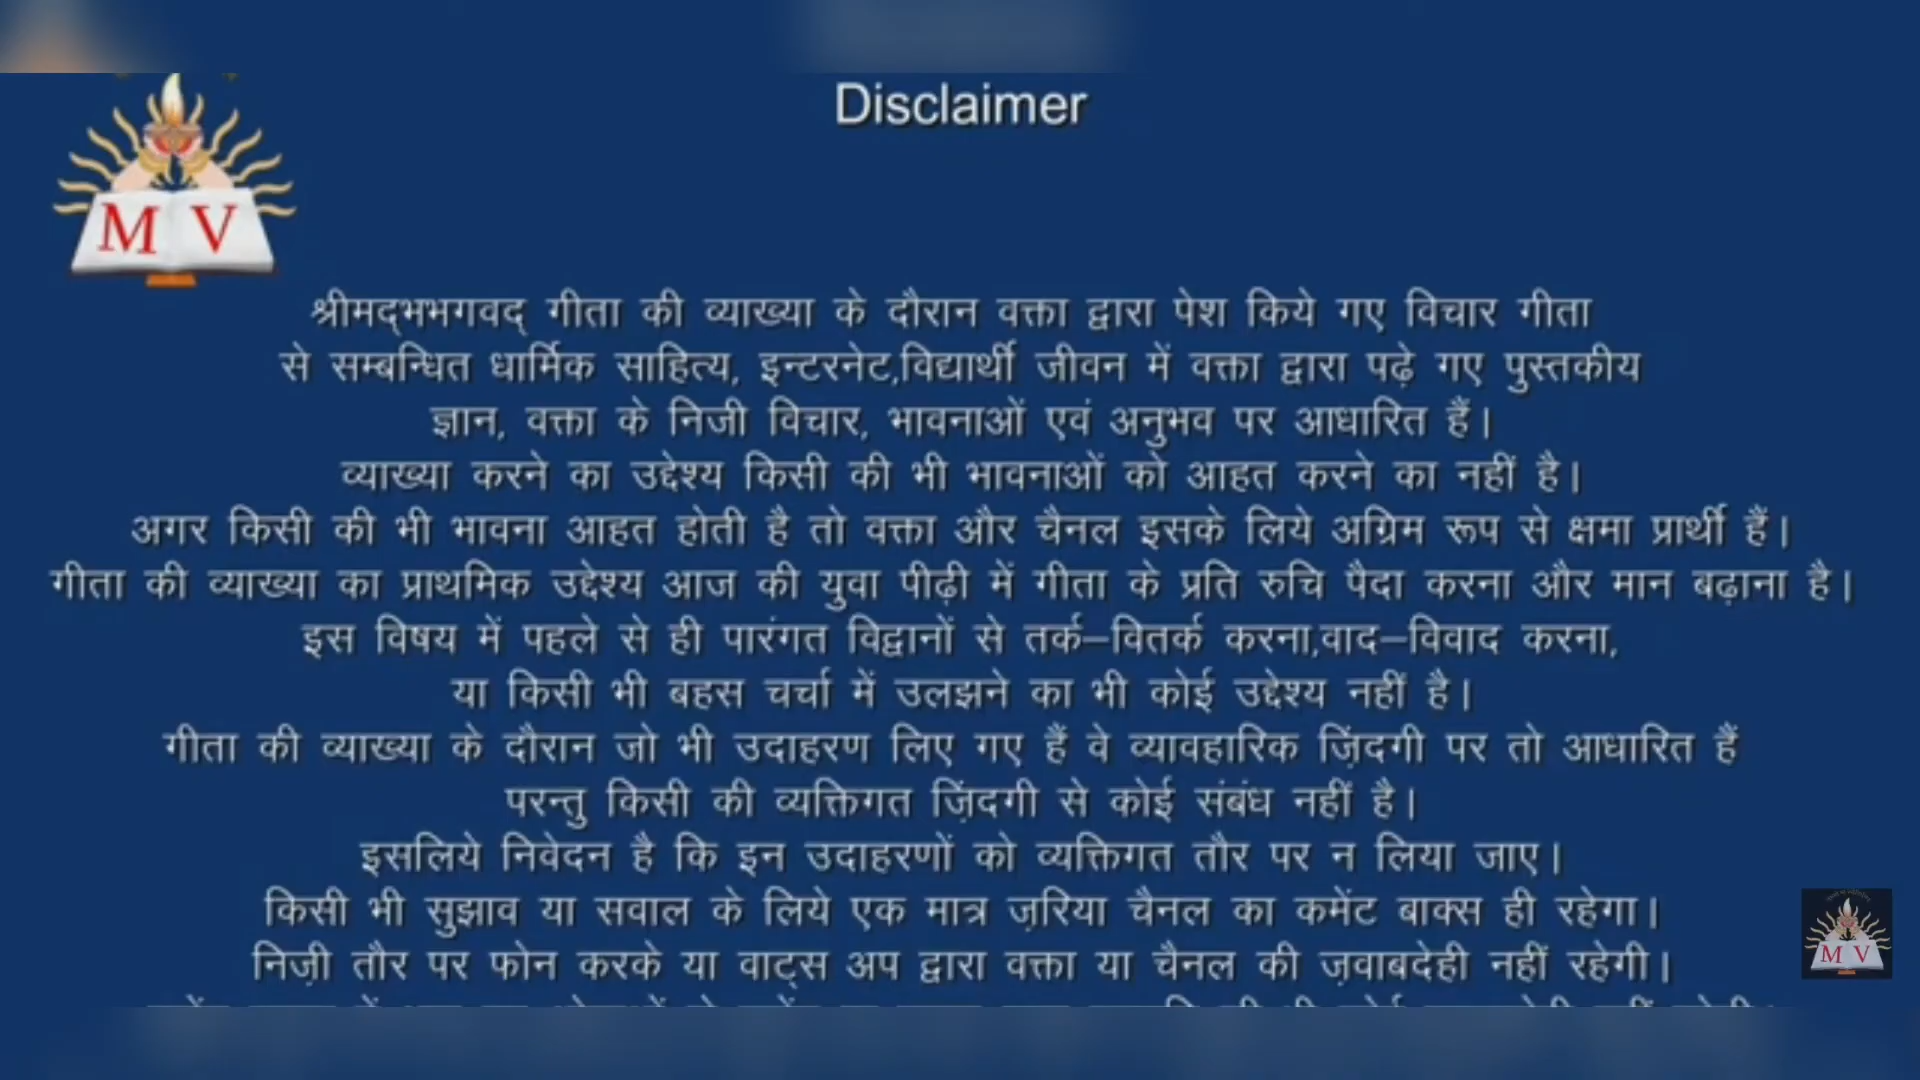 Disclaimer
M V
श्रीमद्भभगवद् गीता की व्याख्या के दौरान वक्ता द्वारा पेश किये गए विचार गीता
से सम्बन्धित धार्मिक साहित्य, इन्टरनेट,विद्यार्थी जीवन में वक्ता द्वारा पढ़े गए पुस्तकीय
ज्ञान, वक्ता के निजी विचार, भावनाओं एवं अनुभव पर आधारित हैं।
व्याख्या करने का उद्देश्य किसी की भी भावनाओं को आहत करने का नहीं है।
अगर किसी की भी भावना आहत होती है तो वक्ता और चैनल इसके लिये अग्रिम रूप से क्षमा प्रार्थी हैं।
गीता की व्याख्या का प्राथमिक उद्देश्य आज की युवा पीढ़ी में गीता के प्रति रुचि पैदा करना और मान बढ़ाना है।
इस विषय में पहले से ही पारंगत विद्वानों से तर्क–वितर्क करना,वाद–विवाद करना,
या किसी भी बहस चर्चा में उलझने का भी कोई उद्देश्य नहीं है।
गीता की व्याख्या के दौरान जो भी उदाहरण लिए गए हैं वे व्यावहारिक ज़िंदगी पर तो आधारित हैं
परन्तु किसी की व्यक्तिगत ज़िंदगी से कोई संबंध नहीं है।
इसलिये निवेदन है कि इन उदाहरणों को व्यक्तिगत तौर पर न लिया जाए।
किसी भी सुझाव या सवाल के लिये एक मात्र ज़रिया चैनल का कमेंट बाक्स ही रहेगा।
निज़ी तौर पर फोन करके या वाट्स अप द्वारा वक्ता या चैनल की ज़वाबदेही नहीं रहेगी।
M V